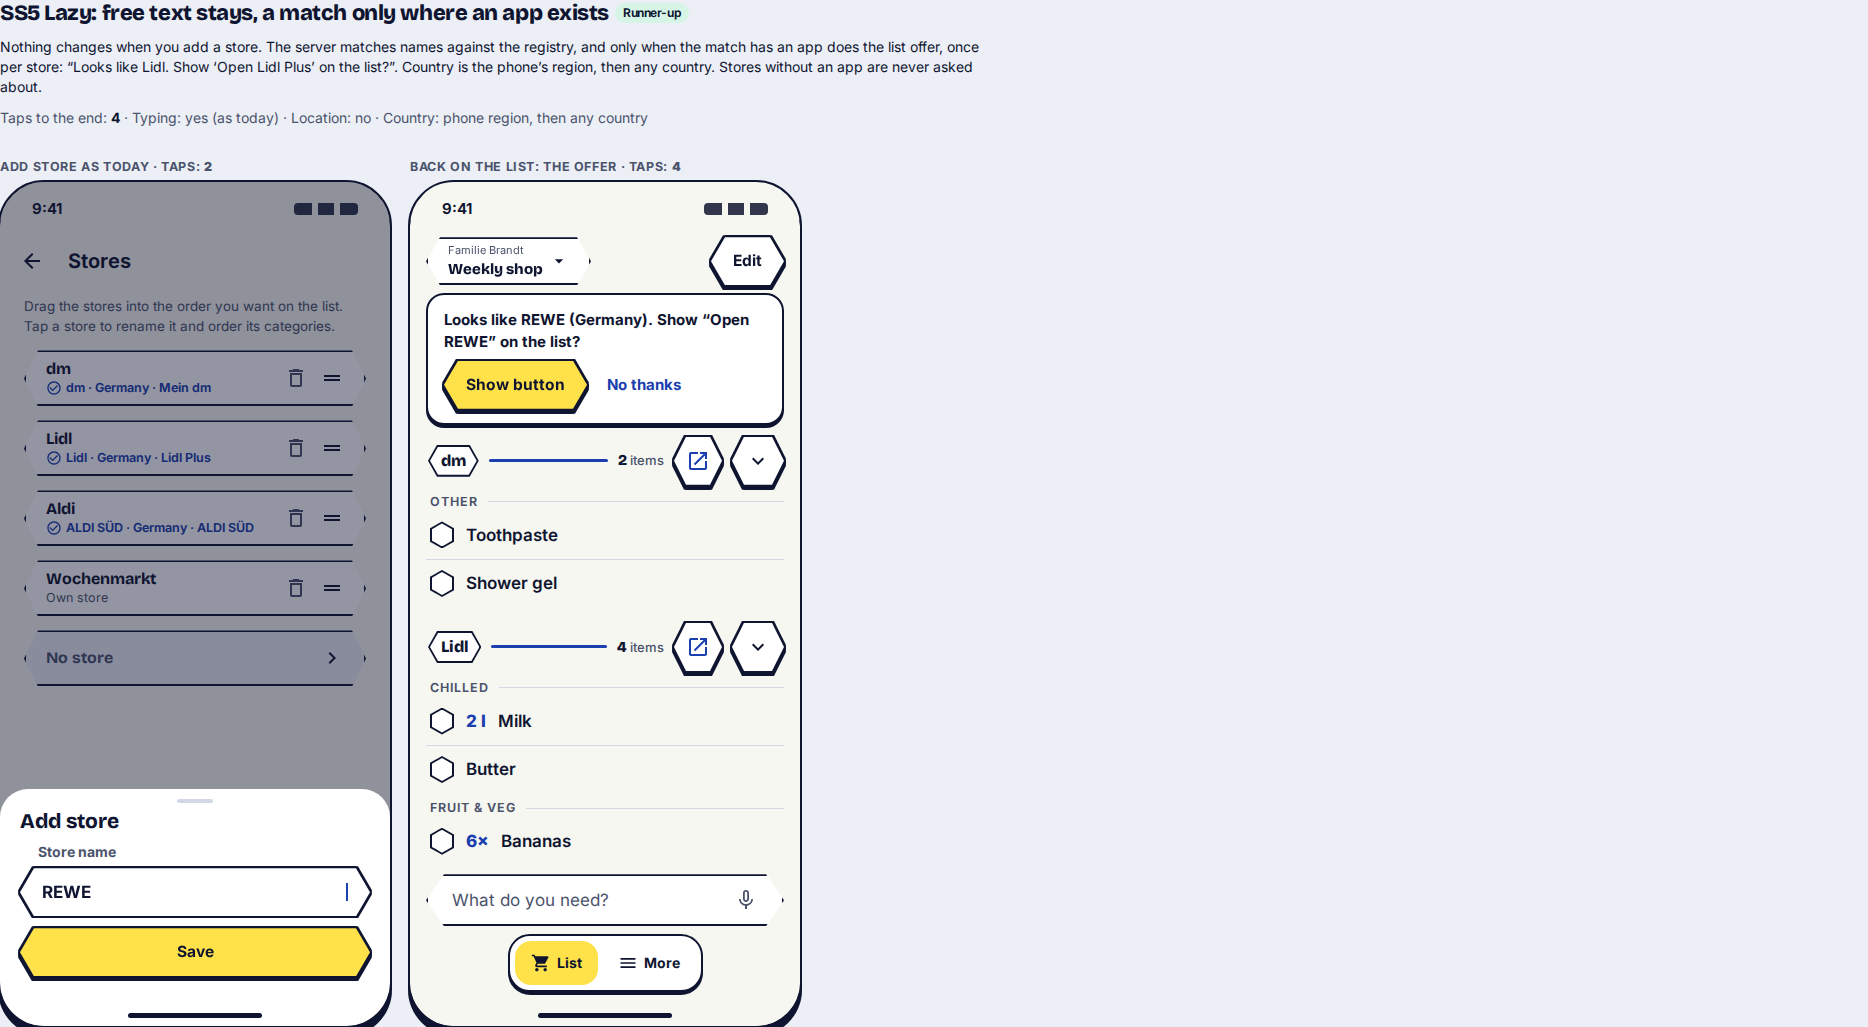 SS5 Lazy: free text stays, a match only where an app exists Runner-up
Nothing changes when you add a store. The server matches names against the registry, and only when the match has an app does the list offer, once
per store: “Looks like Lidl. Show ‘Open Lidl Plus’ on the list?”. Country is the phone’s region, then any country. Stores without an app are never asked
about.
Taps to the end: 4 · Typing: yes (as today) · Location: no · Country: phone region, then any country
ADD STORE AS TODAY · TAPS: 2
9:41
Stores
Drag the stores into the order you want on the list.
Tap a store to rename it and order its categories.
dm
dm · Germany · Mein dm
Lidl
Lidl · Germany · Lidl Plus
Aldi
ALDI SÜD · Germany · ALDI SÜD
Wochenmarkt
Own store
No store
Add store
Store name
REWE
Save
BACK ON THE LIST: THE OFFER · TAPS: 4
9:41
Familie Brandt
Weekly shop
Edit
Looks like REWE (Germany). Show “Open
REWE” on the list?
Show button
No thanks
dm
2 items
OTHER
Toothpaste
Shower gel
Lidl
4 items
CHILLED
2 l Milk
Butter
FRUIT & VEG
6× Bananas
What do you need?
List
More